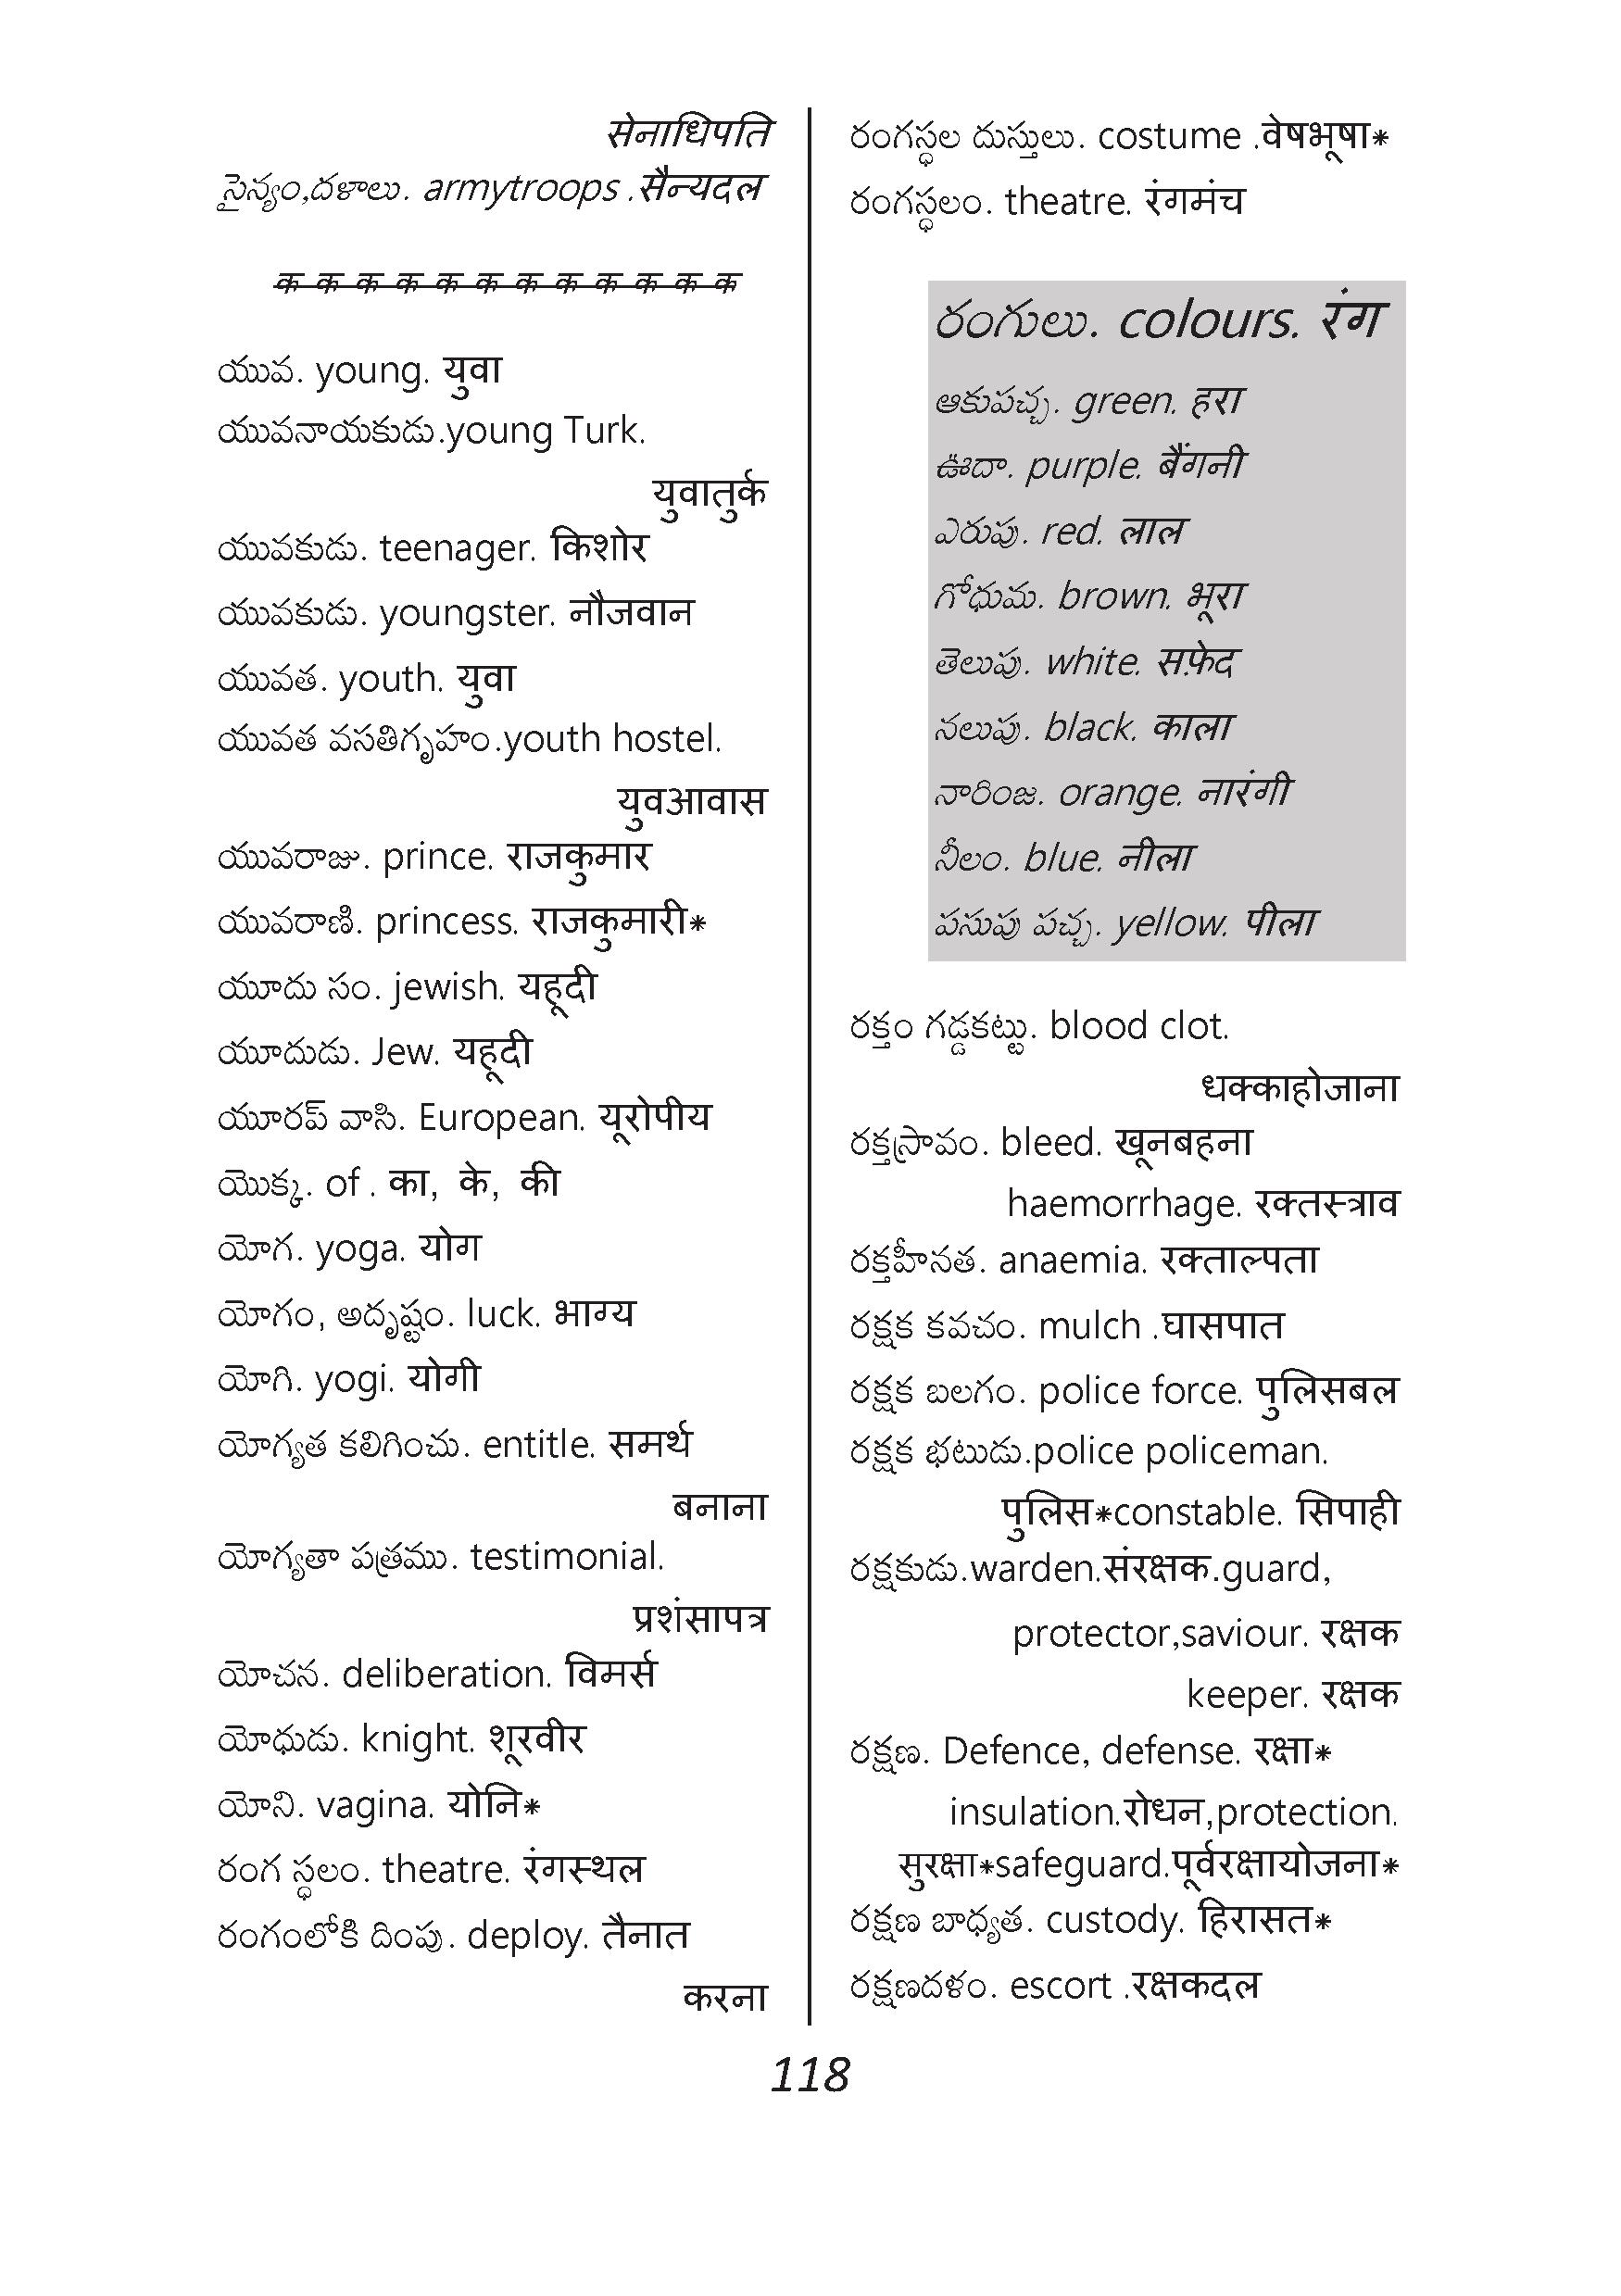 सेनाधिपति
సైన్యం,దళాలు. armytroops .सैन्यदल
क क क क क क क क क क क क
యువ. young. युवा
యువనాయకుడు.young Turk.
युवातुर्क
యువకుడు. teenager. किशोर
యువకుడు. youngster. नौजवान
యువత. youth. युवा
యువత వసతిగృహం.youth hostel.
युवआवास
యువరాజు. prince. राजकुमार
యువరాణి. princess. राजकुमारी*
యూదు సం. jewish. यहूदी
యూదుడు. Jew. यहूदी
యూరప్ వాసి. European. यूरोपीय
యొక్క. of . का, के, की
యోగ. yoga. योग
యోగం, అదృష్టం. luck. भाग्य
యోగి. yogi. योगी
యోగ్యత కలిగించు. entitle. समर्थ
बनाना
యోగ్యతా పత్రము. testimonial.
प्रशंसापत्र
యోచన. deliberation. विमर्स
యోధుడు. knight. शूरवीर
యోని. vagina. योनि*
రంగ స్ధలం. theatre. रंगस्थल
రంగంలోకి దింపు. deploy. तैनात
करना
రంగస్ధల దుస్తులు. costume .वेषभूषा*
రంగస్ధలం. theatre. रंगमंच
రంగులు. colours. रंग
ఆకుపచ్చ. green. हरा
ఊదా. purple. बैंगनी
ఎరుపు. red. लाल
గోధుమ. brown. भूरा
తెలుపు. white. सफ़ेद
నలుపు. black. काला
నారింజ. orange. नारंगी
నీలం. blue. नीला
పసుపు పచ్చ. yellow. पीला
రక్తం గడ్డకట్టు. blood clot.
धक्काहोजाना
రక్తస్రావం. bleed. खूनबहना
haemorrhage. रक्तस्त्राव
రక్తహీనత. anaemia. रक्ताल्पता
రక్షక కవచం. mulch .घासपात
రక్షక బలగం. police force. पुलिसबल
రక్షక భటుడు.police policeman.
पुलिस*constable. सिपाही
రక్షకుడు.warden.संरक्षक.guard,
protector,saviour. रक्षक
keeper. रक्षक
రక్షణ. Defence, defense. रक्षा*
insulation.रोधन,protection.
सुरक्षा*safeguard.पूर्वरक्षायोजना*
రక్షణ బాధ్యత. custody. हिरासत*
రక్షణదళం. escort .रक्षकदल
118